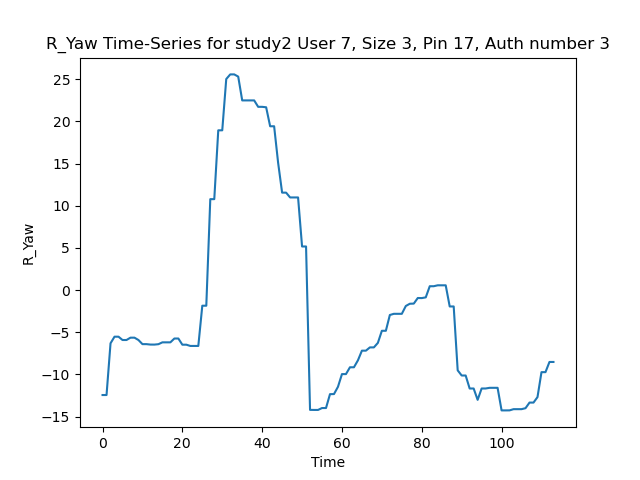 R_Yaw Time-Series for study2 User 7, Size 3, Pin 17, Auth number 3
25
20
15
10
5
0
−5
−10
−15
R_Yaw
0 20 40 60 80 100
Time